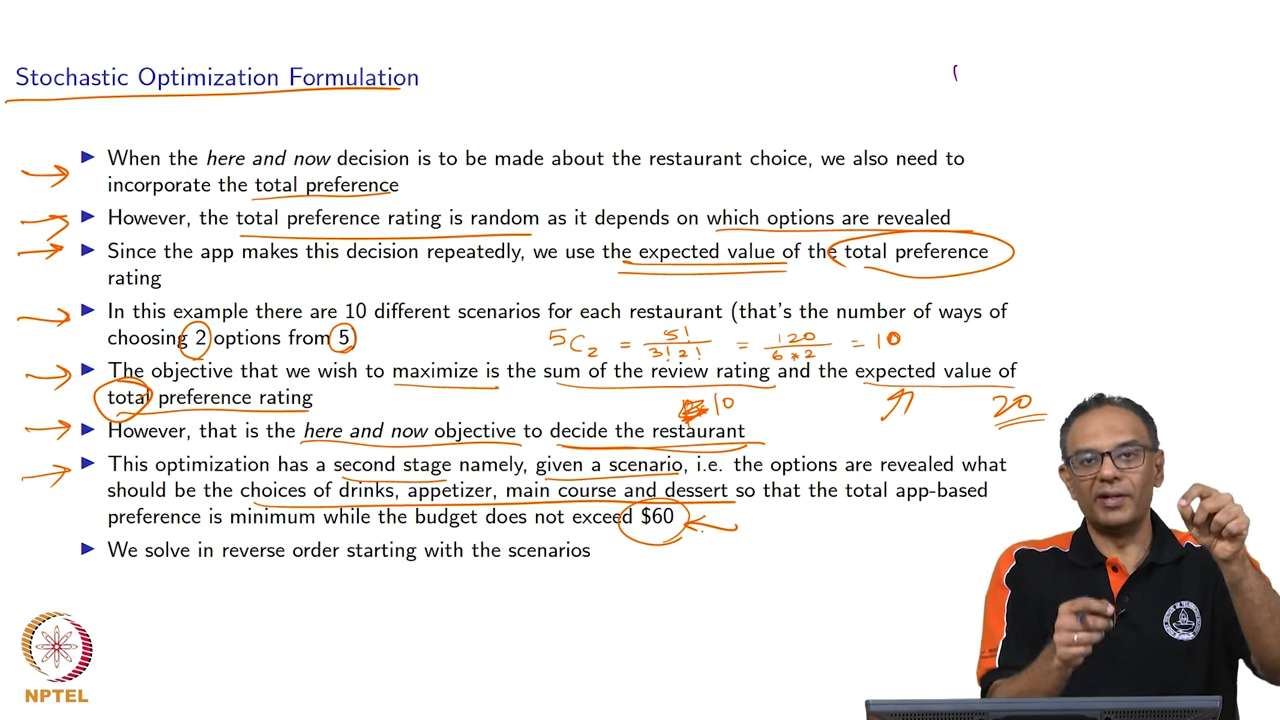 Stochastic Optimization Formulation
When the here and now decision is to be made about the restaurant choice, we also need to
incorporate the total preference
However, the total preference rating is random as it depends on which options are revealed
Since the app makes this decision repeatedly, we use the expected value of the total preference
rating
In this example there are 10 different scenarios for each restaurant (that's the number of ways of
choosing 2 options from 5
5C2 = 5!/3!2! = 120/6*2 = 10
The objective that we wish to maximize is the sum of the review rating and the expected value of
total preference rating
10
20
However, that is the here and now objective to decide the restaurant
This optimization has a second stage namely, given a scenario, i.e. the options are revealed what
should be the choices of drinks, appetizer, main course and dessert so that the total app-based
preference is minimum while the budget does not exceed $60
We solve in reverse order starting with the scenarios
NPTEL